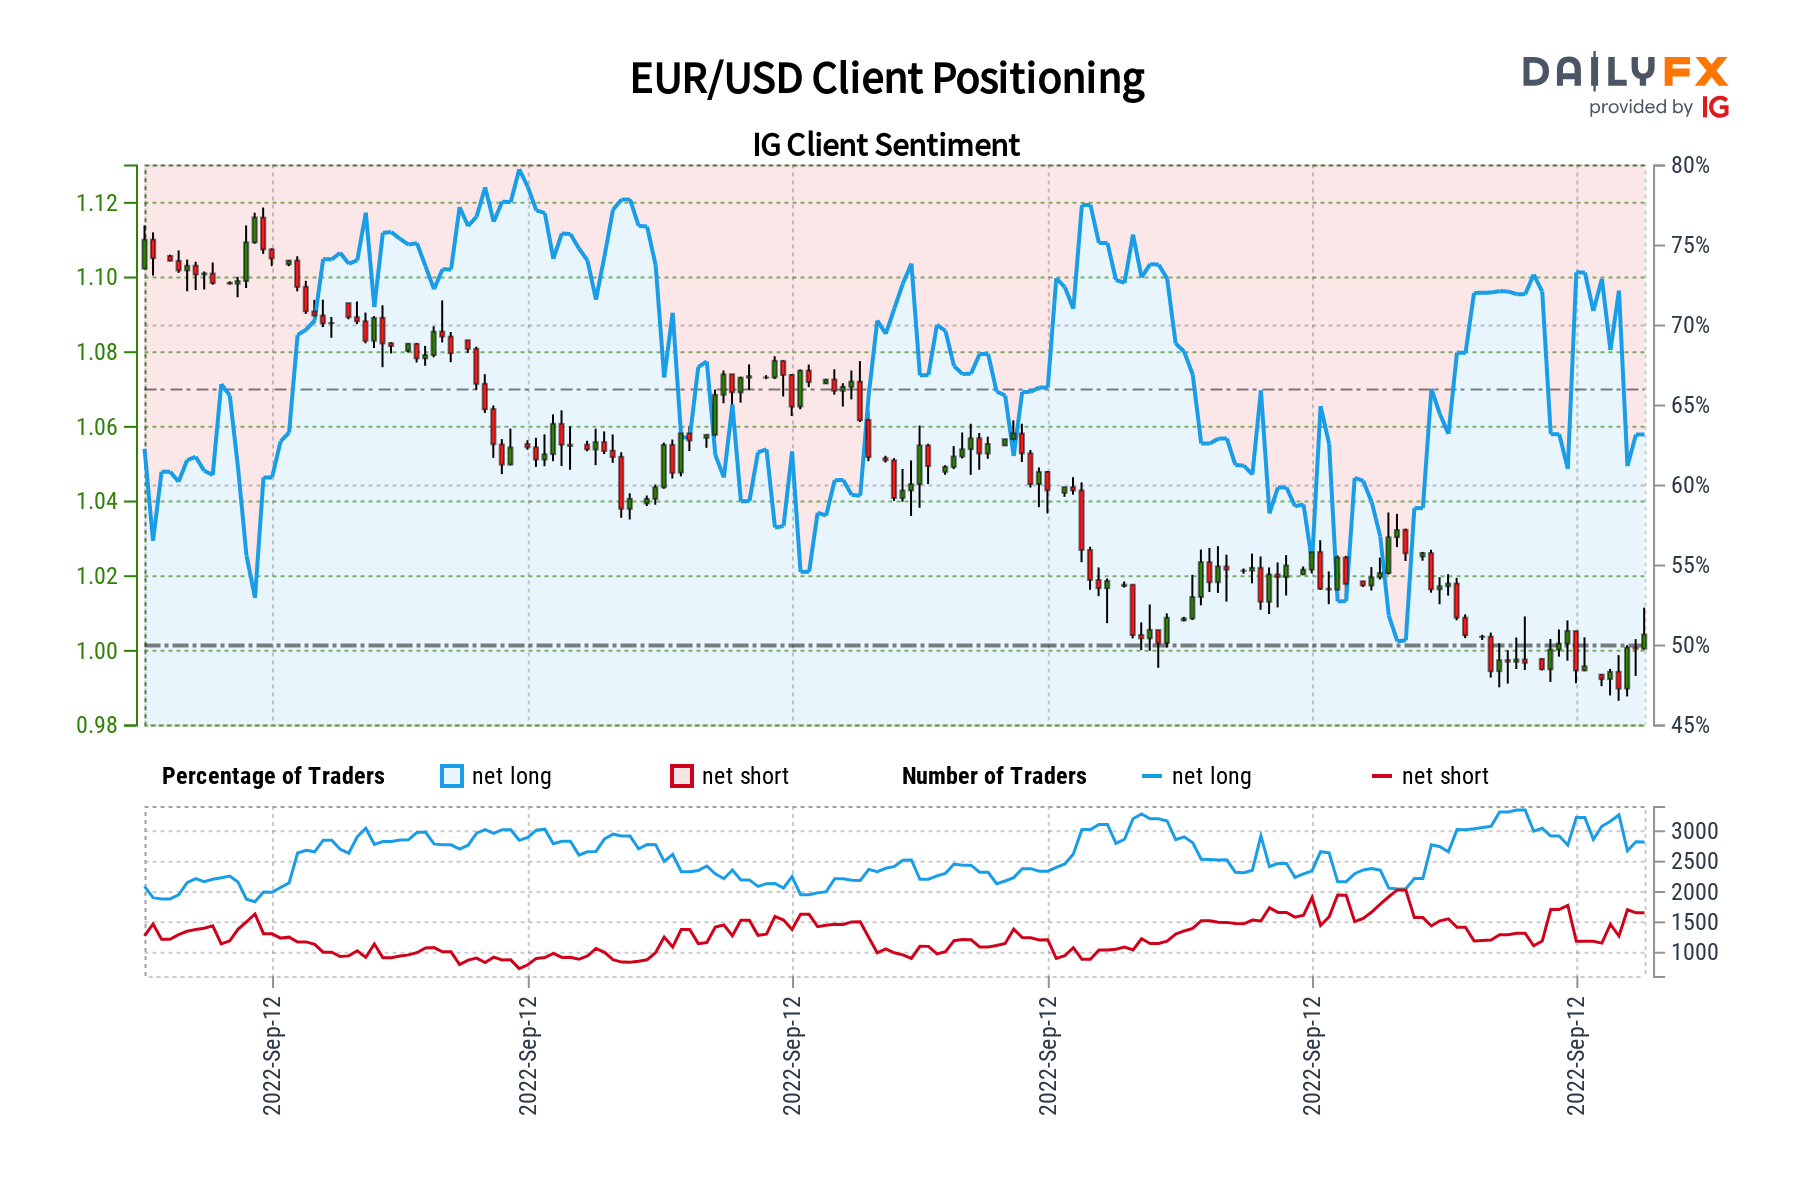 EUR/USD Client Positioning
DAILYFX
provided by IG
IG Client Sentiment
1.12
1.10
1.08
1.06
1.04
1.02
1.00
0.98
80%
75%
70%
65%
60%
55%
50%
45%
Percentage of Traders net long net short Number of Traders net long net short
3000
2500
2000
1500
1000
2022-Sep-12
2022-Sep-12
2022-Sep-12
2022-Sep-12
2022-Sep-12
2022-Sep-12